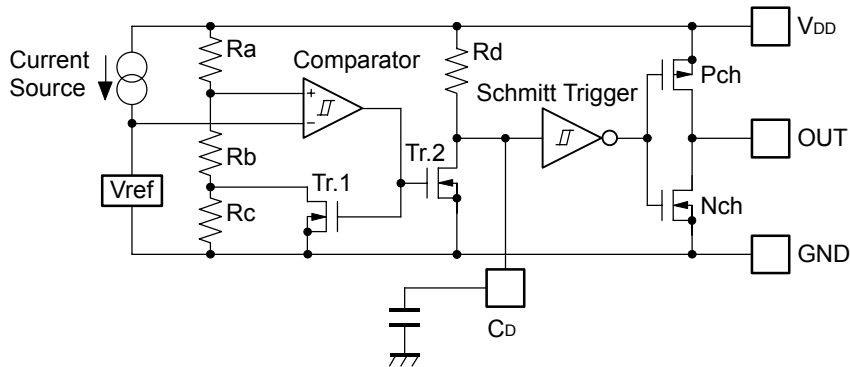 VDD
Current
Source
Ra
Comparator
Rd
Pch
Schmitt Trigger
+
−
OUT
Rb
Tr.1
Tr.2
Vref
Rc
Nch
GND
CD